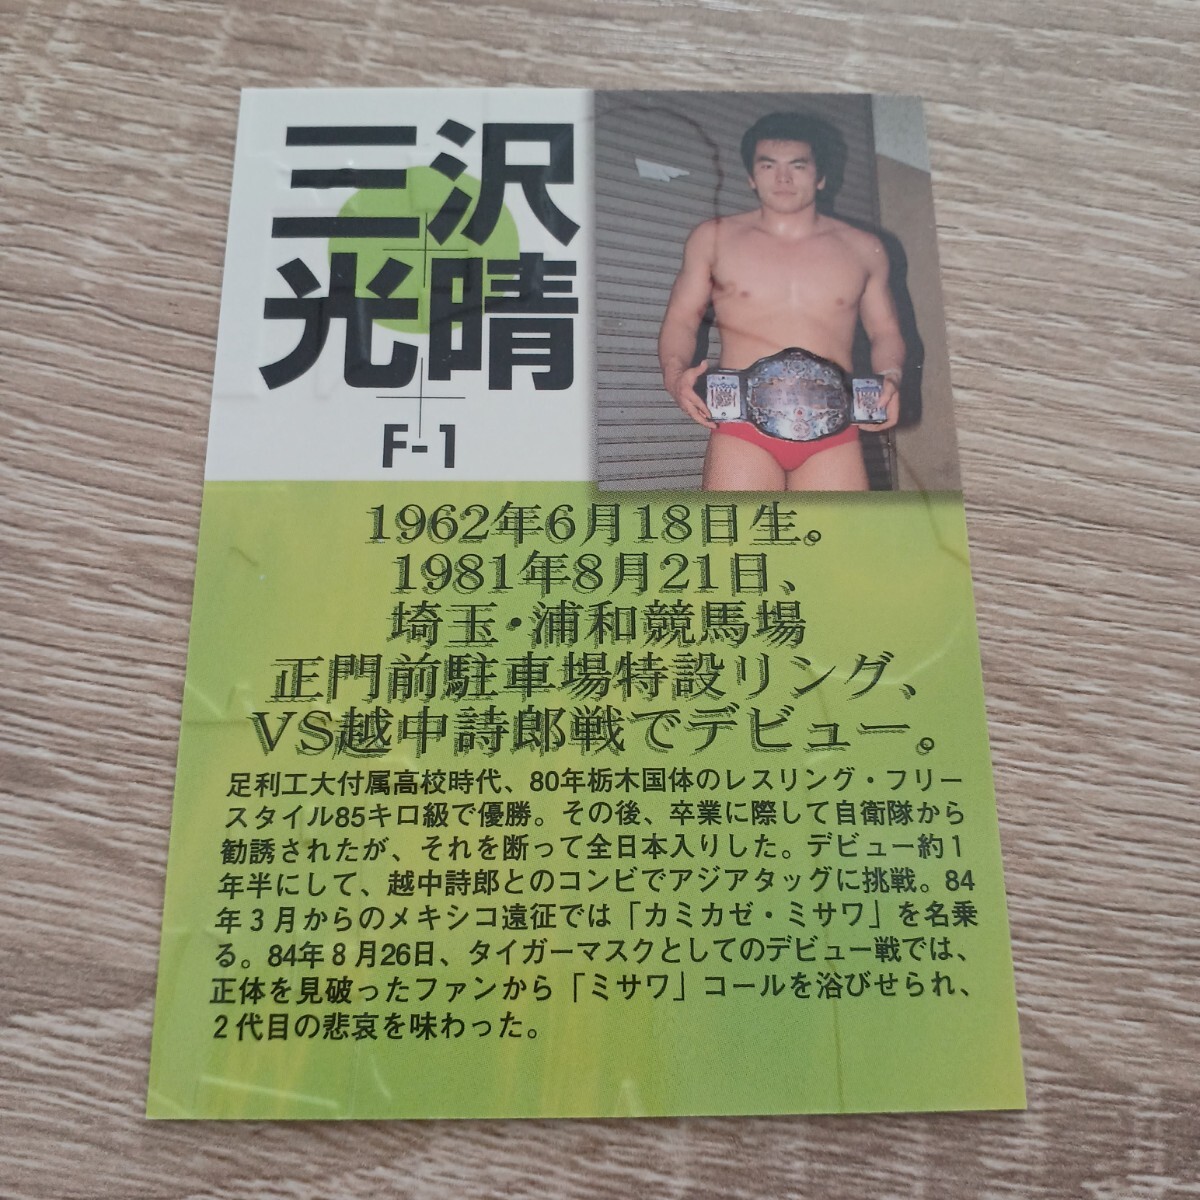 三沢
光晴
F-1
1962年6月18日生。
1981年8月21日、
埼玉・浦和競馬場
正門前駐車場特設リング、
VS越中詩郎戦でデビュー。
足利工大付属高校時代、80年栃木国体のレスリング・フリー
スタイル85キロ級で優勝。その後、卒業に際して自衛隊から
勧誘されたが、それを断って全日本入りした。デビュー約1
年半にして、越中詩郎とのコンビでアジアタッグに挑戦。84
年3月からのメキシコ遠征では「カミカゼ・ミサワ」を名乗
る。84年8月26日、タイガーマスクとしてのデビュー戦では、
正体を見破ったファンから「ミサワ」コールを浴びせられ、
2代目の悲哀を味わった。